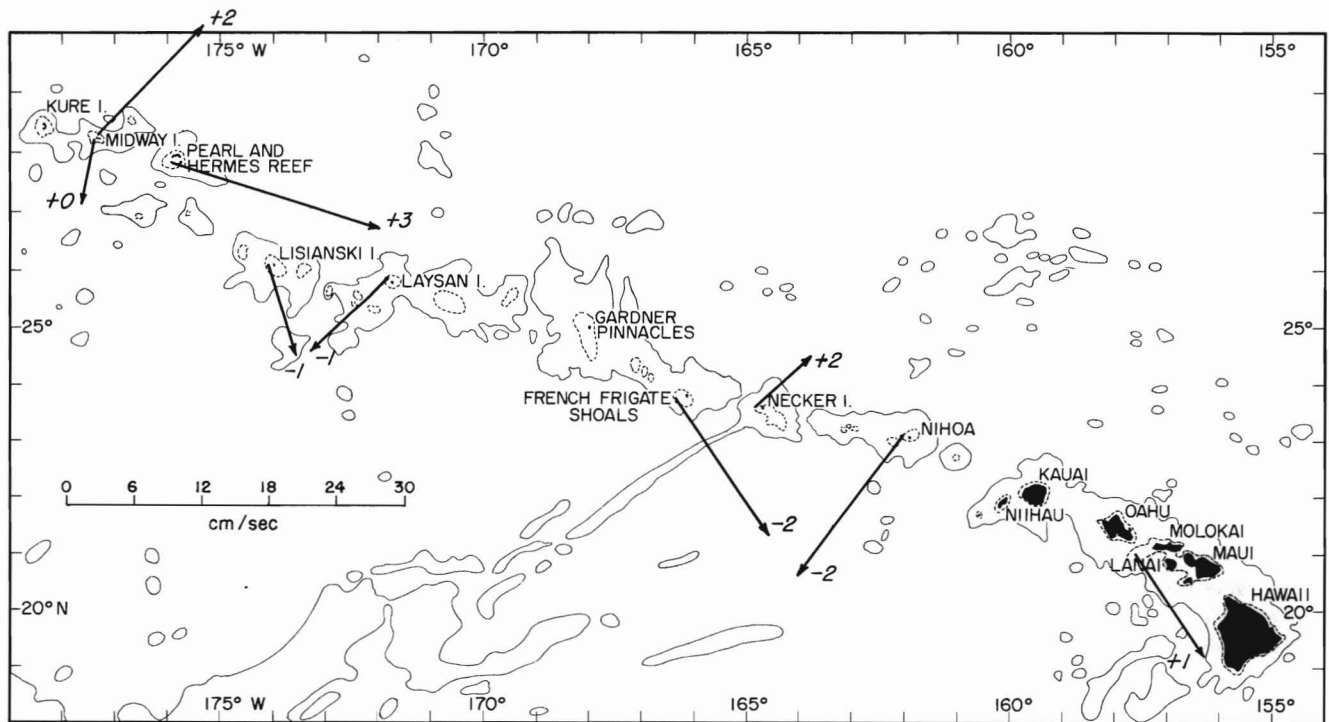 +2
175° W 170° 165° 160° 155°
KURE I.
MIDWAY I.
PEARL AND
HERMES REEF
+0
+3
LISIANSKI I.
LAYSAN I.
25° 25°
GARDNER
PINNACLES
-1 -1
+2
FRENCH FRIGATE
SHOALS
NECKER I.
NIHOA
KAUAI
0 6 12 18 24 30
cm/sec
NIIHAU
OAHU
-2
MOLOKAI
MAUI
LANAI
-2
HAWAII
20° N 20°
+1
175° W 170° 165° 160° 155°